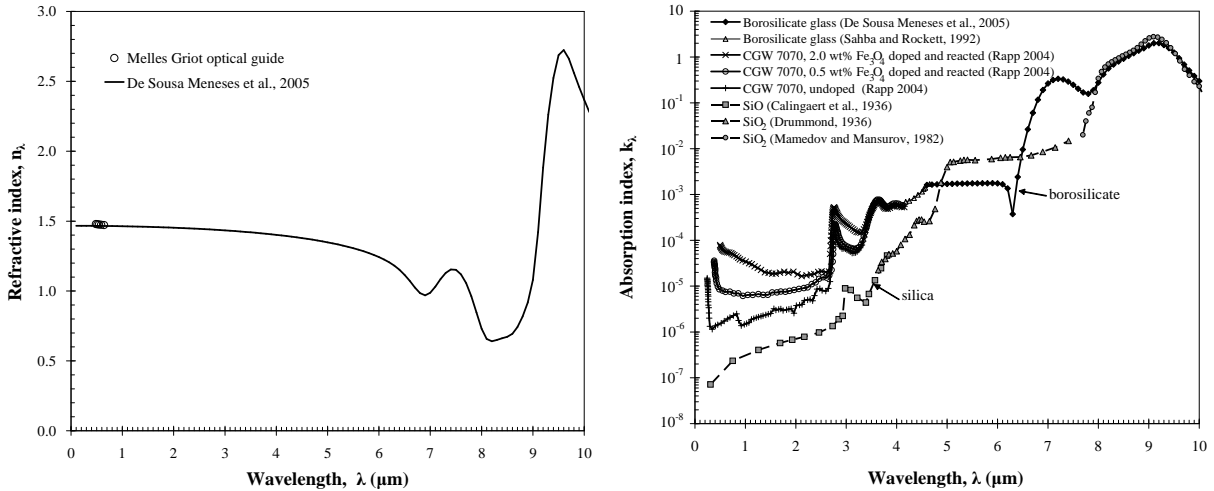 3.0
2.5
2.0
1.5
1.0
0.5
0.0
Refractive index, nλ
Melles Griot optical guide
De Sousa Meneses et al., 2005
0 1 2 3 4 5 6 7 8 9 10
Wavelength, λ (μm)
10¹
1
10⁻¹
10⁻²
10⁻³
10⁻⁴
10⁻⁵
10⁻⁶
10⁻⁷
10⁻⁸
Absorption index, kλ
Borosilicate glass (De Sousa Meneses et al., 2005)
Borosilicate glass (Sahba and Rockett, 1992)
CGW 7070, 2.0 wt% Fe₃O₄ doped and reacted (Rapp 2004)
CGW 7070, 0.5 wt% Fe₃O₄ doped and reacted (Rapp 2004)
CGW 7070, undoped (Rapp 2004)
SiO (Calingaert et al., 1936)
SiO₂ (Drummond, 1936)
SiO₂ (Mamedov and Mansurov, 1982)
borosilicate
silica
0 1 2 3 4 5 6 7 8 9 10
Wavelength, λ (μm)